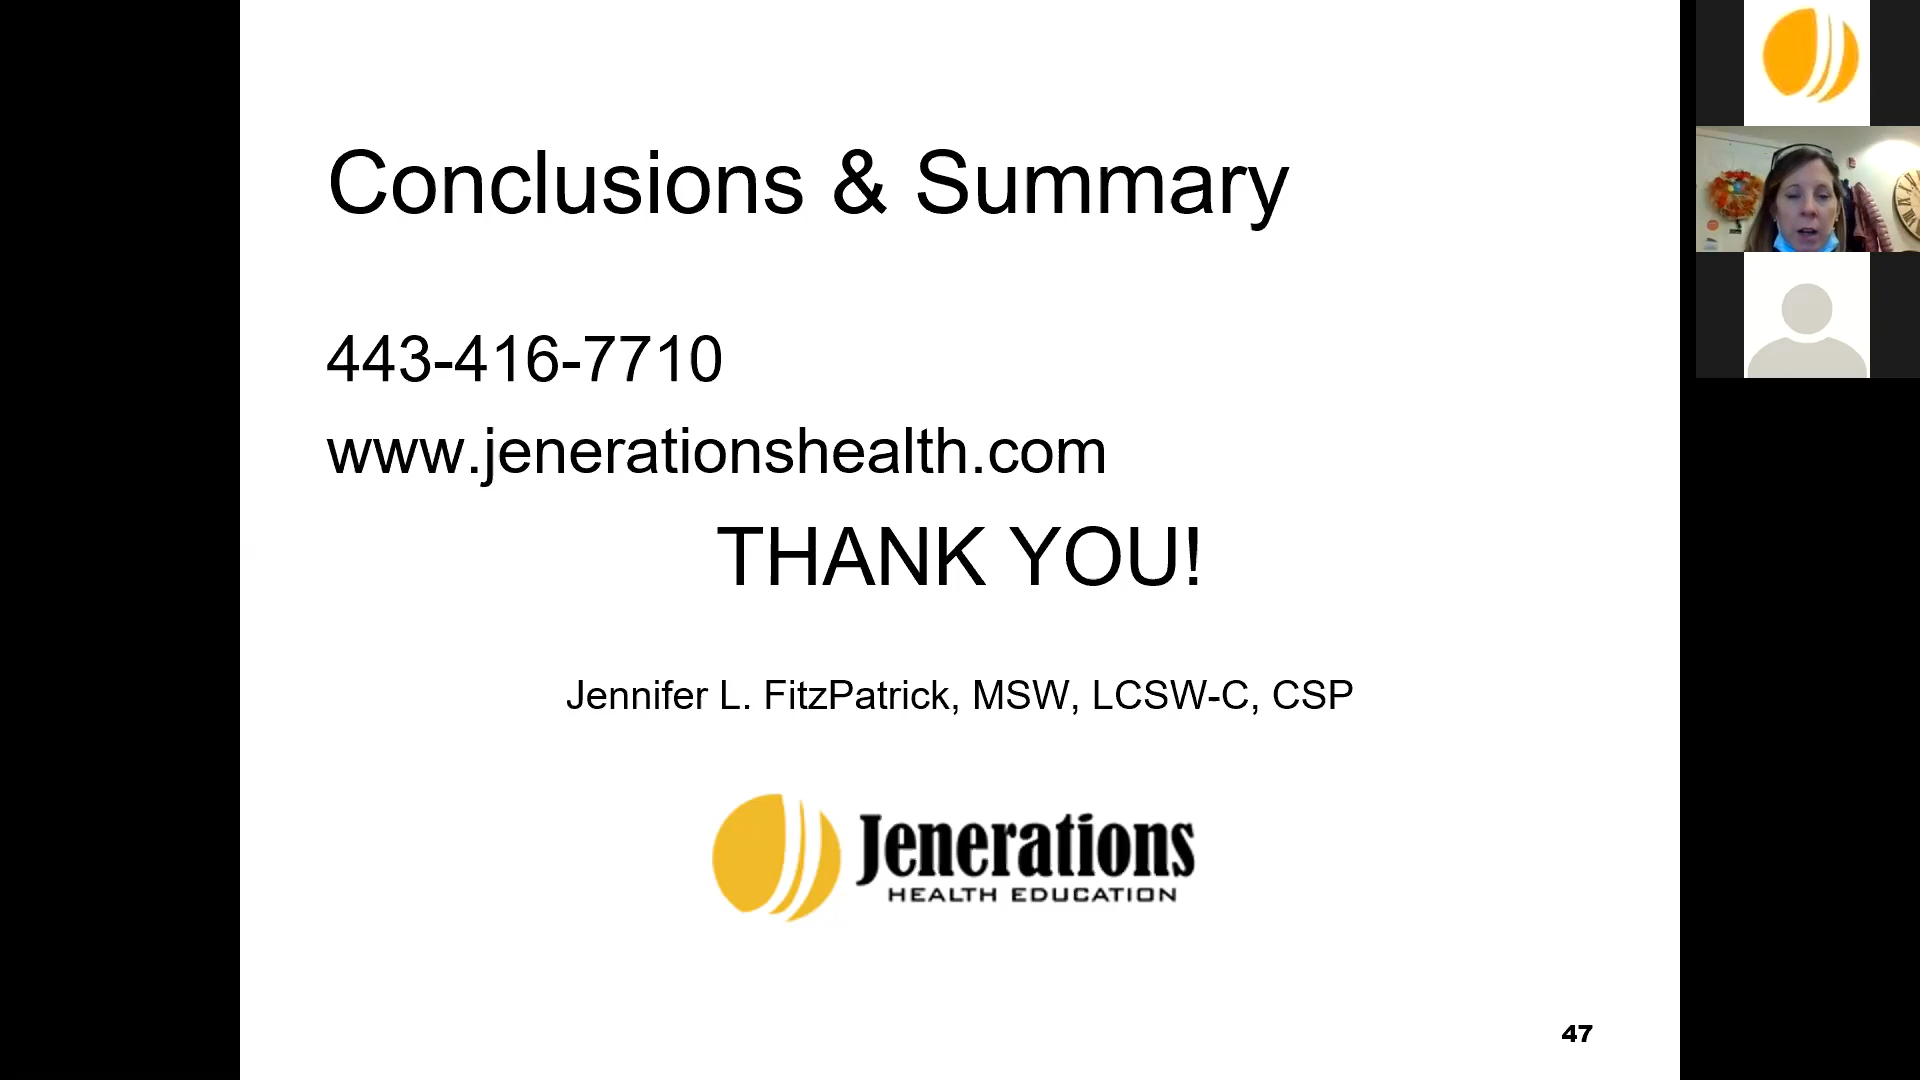 Conclusions & Summary
443-416-7710
www.jenerationshealth.com
THANK YOU!
Jennifer L. FitzPatrick, MSW, LCSW-C, CSP
Jenerations
HEALTH EDUCATION
47